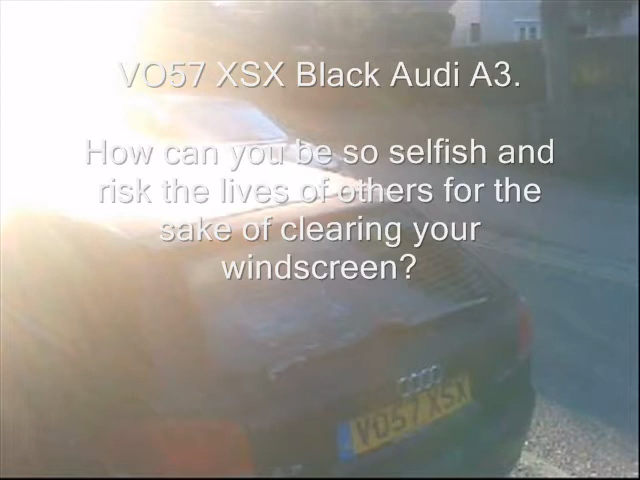 VO57 XSX Black Audi A3.
How can you be so selfish and
risk the lives of others for the
sake of clearing your
windscreen?
VO57 XSX